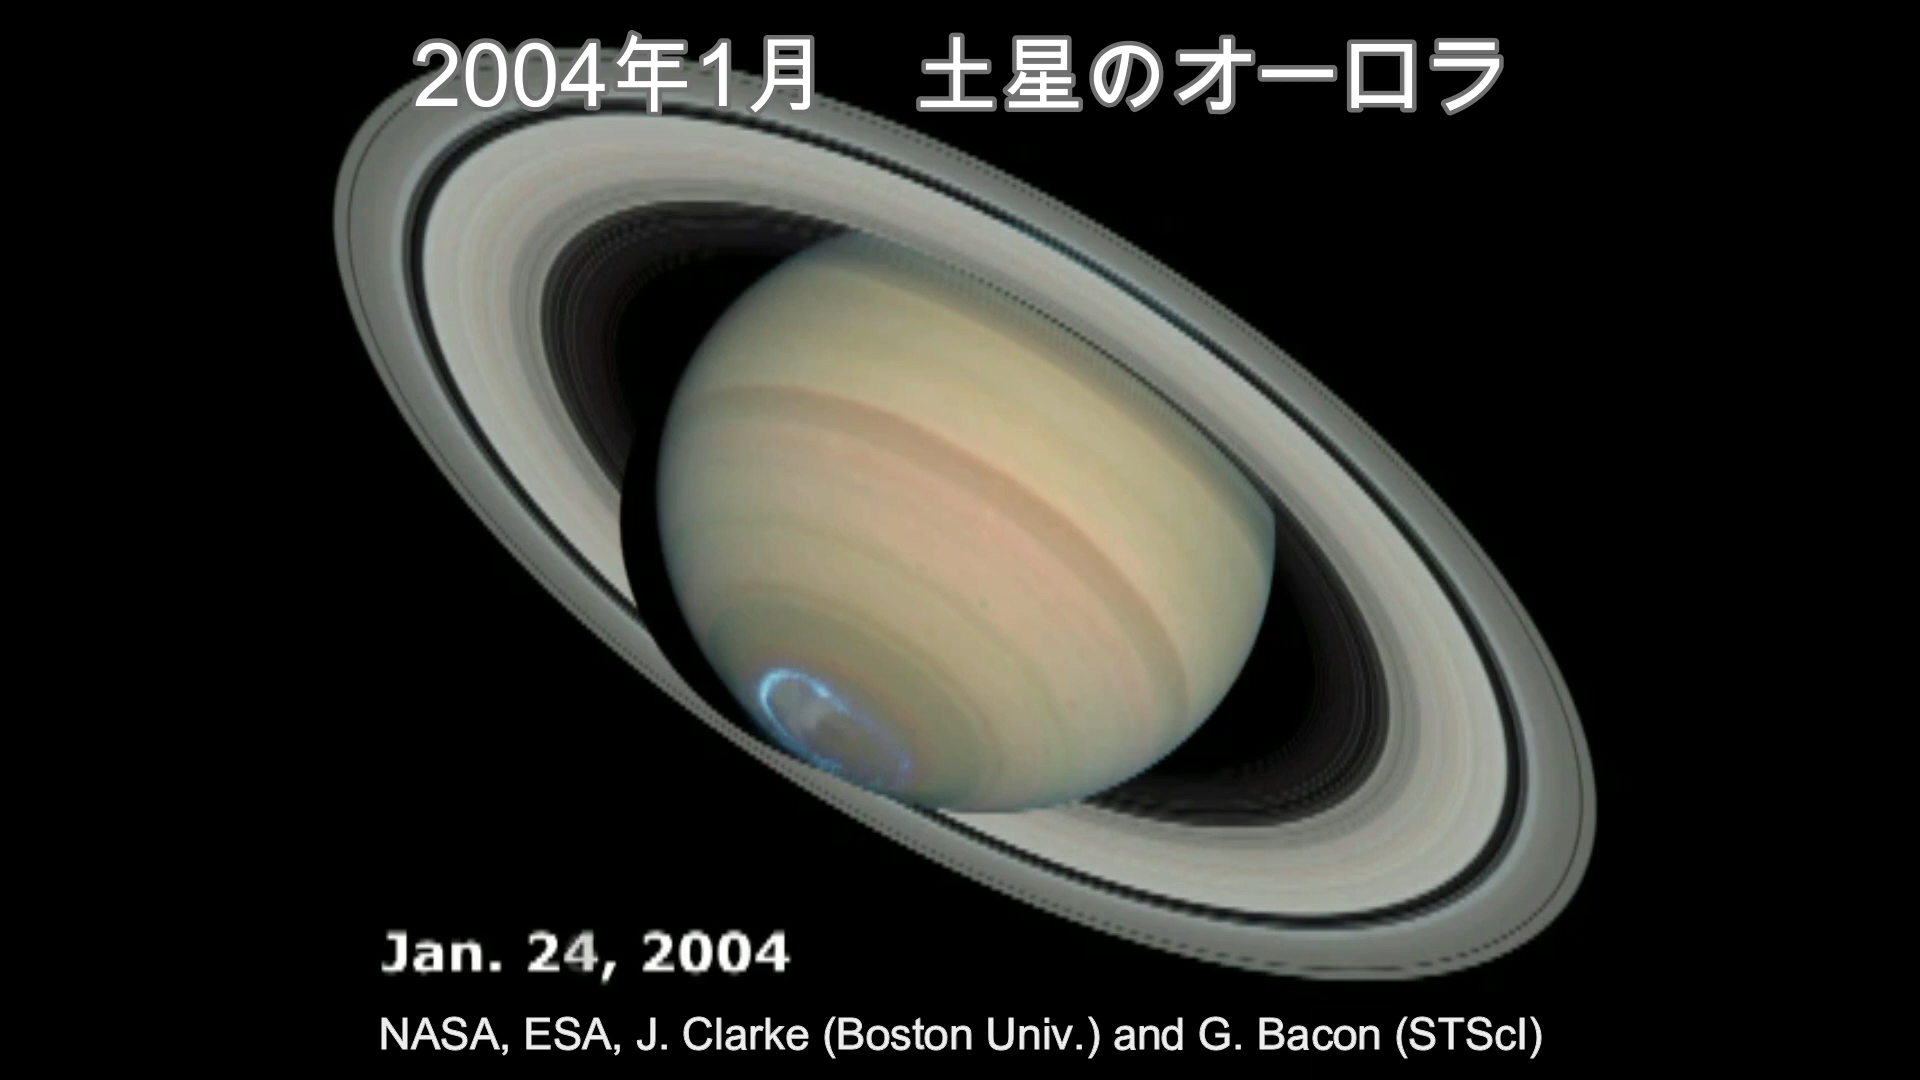 2004年1月　土星のオーロラ
Jan. 24, 2004
NASA, ESA, J. Clarke (Boston Univ.) and G. Bacon (STScI)